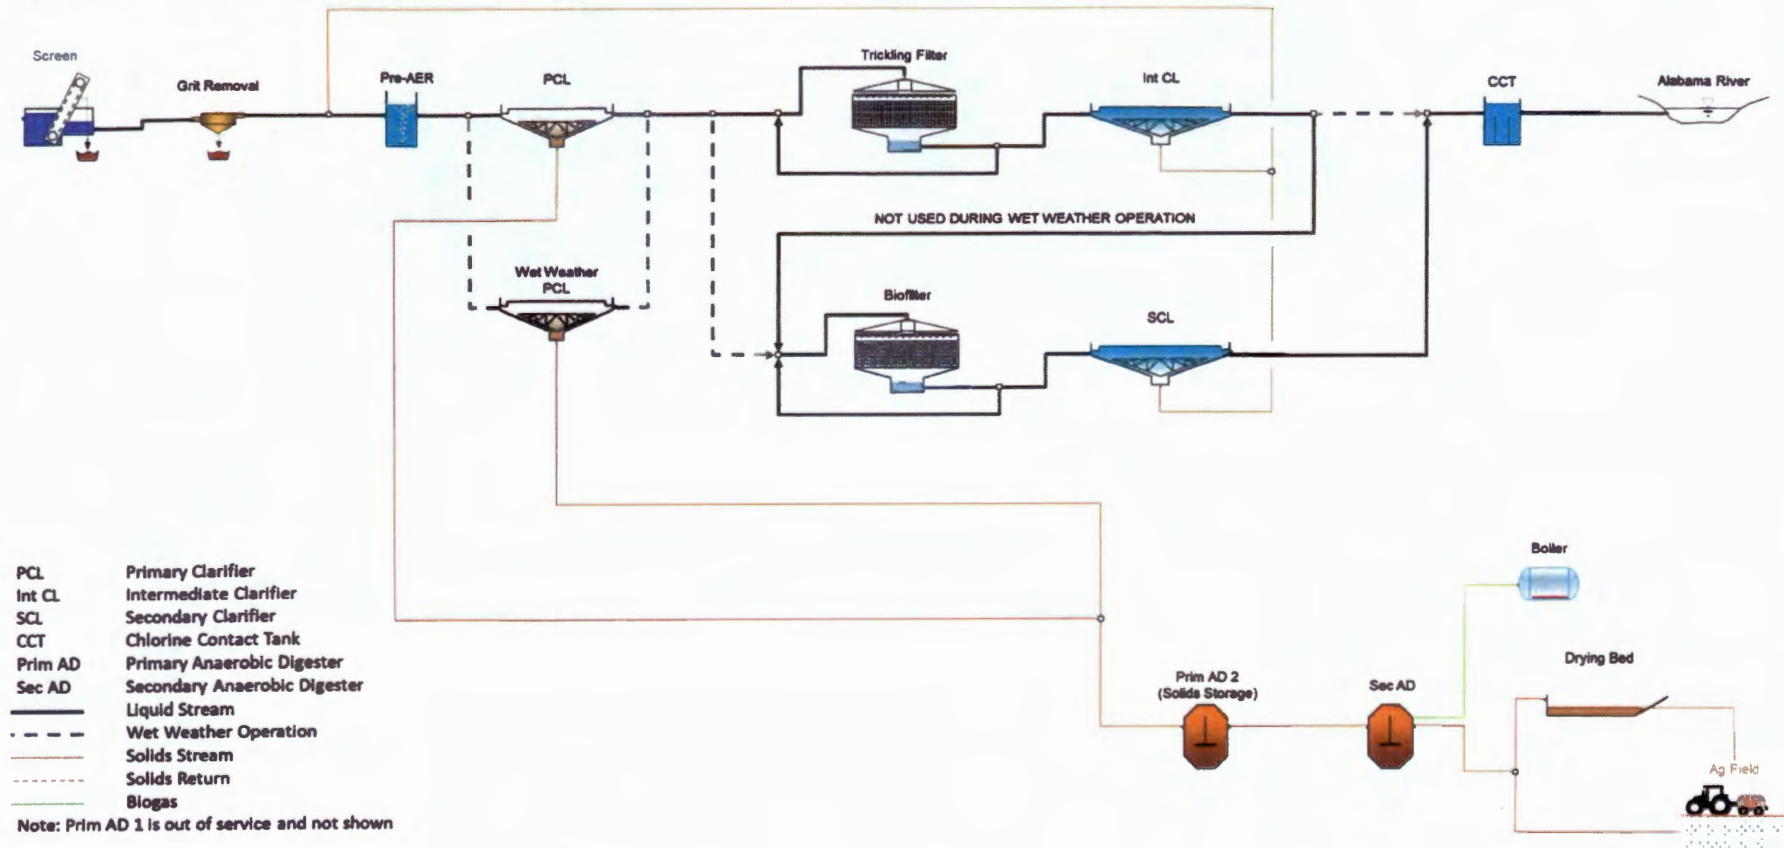 Screen
Grit Removal
Pre-AER
PCL
Trickling Filter
Int CL
CCT
Alabama River
NOT USED DURING WET WEATHER OPERATION
Wet Weather
PCL
Biofilter
SCL
PCL Primary Clarifier
Int CL Intermediate Clarifier
SCL Secondary Clarifier
CCT Chlorine Contact Tank
Prim AD Primary Anaerobic Digester
Sec AD Secondary Anaerobic Digester
Liquid Stream
Wet Weather Operation
Solids Stream
Solids Return
Biogas
Note: Prim AD 1 is out of service and not shown
Prim AD 2
(Solids Storage)
Sec AD
Boiler
Drying Bed
Ag Field